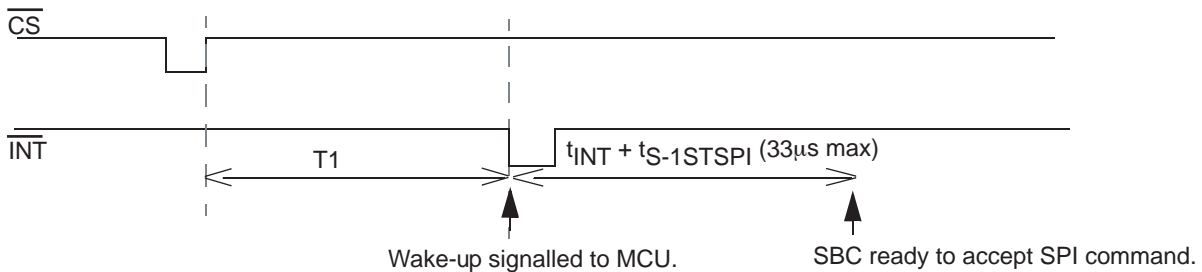 CS
INT
T1
tINT + tS-1STSPI (33μs max)
Wake-up signalled to MCU.
SBC ready to accept SPI command.